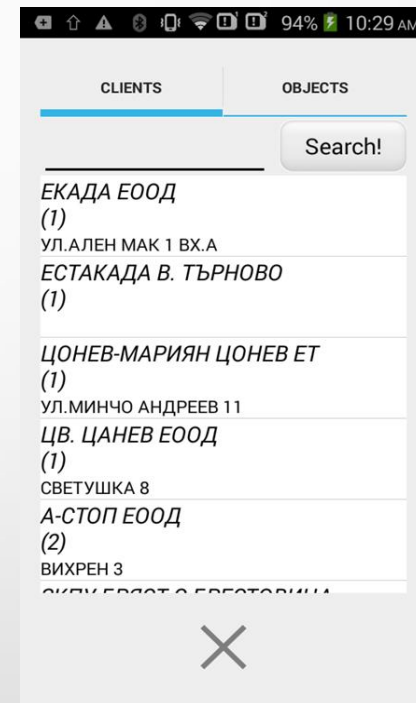 94% 10:29 AM
CLIENTS OBJECTS
Search!
ЕКАДА ЕООД
(1)
УЛ.АЛЕН МАК 1 ВХ.А
ЕСТАКАДА В. ТЪРНОВО
(1)
ЦОНЕВ-МАРИЯН ЦОНЕВ ЕТ
(1)
УЛ.МИНЧО АНДРЕЕВ 11
ЦВ. ЦАНЕВ ЕООД
(1)
СВЕТУШКА 8
А-СТОП ЕООД
(2)
ВИХРЕН 3